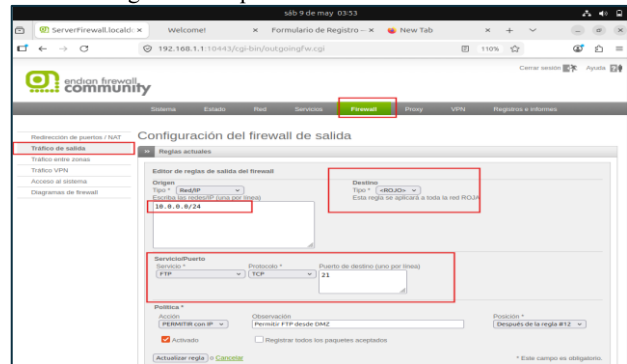 sáb 9 de may 03:53
Endian firewall.locald:
Welcome!
Formulario de Registro –
New Tab
192.168.1.1:10443/cgi-bin/outgoingfw.cgi
110%
Cerrar sesión
Ayuda
endian firewall
community
Sistema Estado Red Servicios Firewall Proxy VPN Registros e informes
Redirección de puertos / NAT
Tráfico de salida
Tráfico entre zonas
Tráfico VPN
Acceso al sistema
Diagramas de firewall
Configuración del firewall de salida
Reglas actuales
Editor de reglas de salida del firewall
Origen
Tipo * Red/IP
Escriba las redes/IP (una por línea)
10.0.0.0/24
Destino
Tipo * <ROJO>
Esta regla se aplicará a toda la red ROJA
Servicio/Puerto
Servicio * Protocolo * Puerto de destino (uno por línea)
FTP TCP 21
Política *
Acción Observación Posición *
PERMITIR con IP Permitir FTP desde DMZ Después de la regla #12
Activado Registrar todos los paquetes aceptados
Actualizar regla o Cancelar * Este campo es obligatorio.